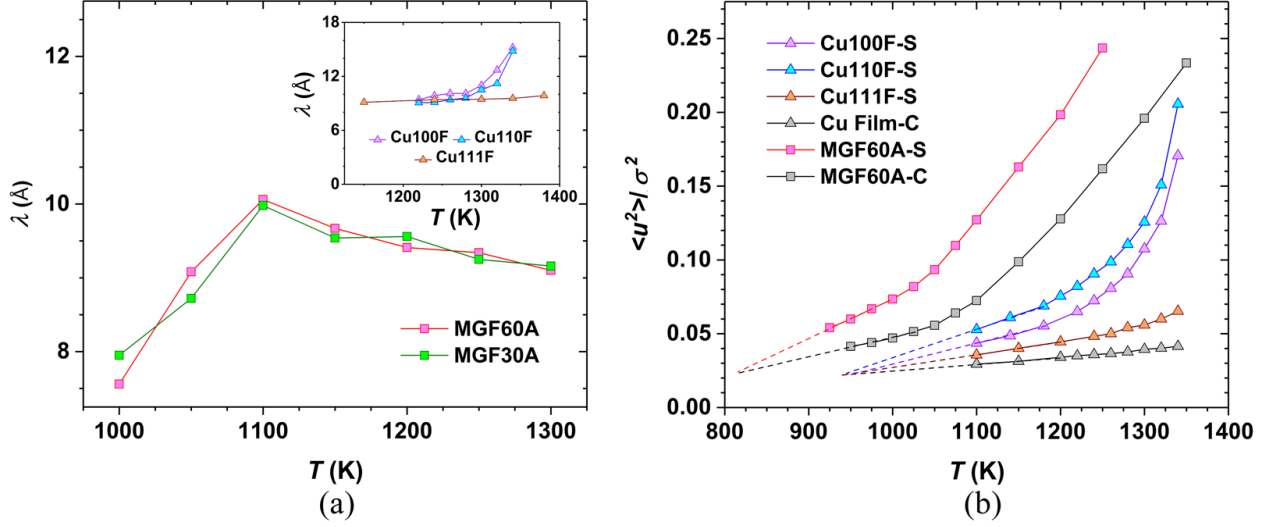 12
10
8
λ (Å)
1000
1100
1200
1300
T (K)
MGF60A
MGF30A
18
12
6
0
λ (Å)
Cu100F
Cu110F
Cu111F
1200
1300
1400
T (K)
(a)
0.25
0.20
0.15
0.10
0.05
0.00
<u²>/ σ²
Cu100F-S
Cu110F-S
Cu111F-S
Cu Film-C
MGF60A-S
MGF60A-C
800
900
1000
1100
1200
1300
1400
T (K)
(b)